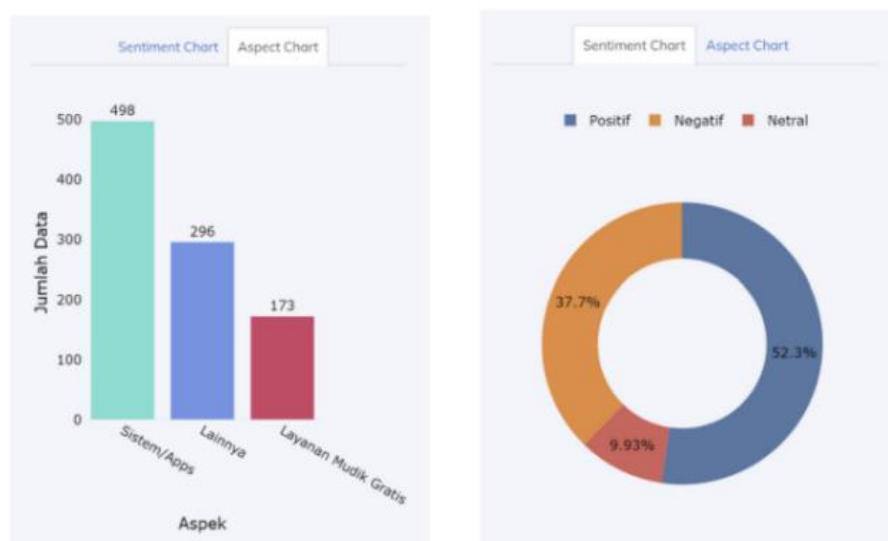 Sentiment Chart Aspect Chart
500
400
300
200
100
0
498
296
173
Jumlah Data
Sistem/Apps
Lainnya
Layanan Mudik Gratis
Aspek
Sentiment Chart Aspect Chart
Positif Negatif Netral
37.7%
52.3%
9.93%